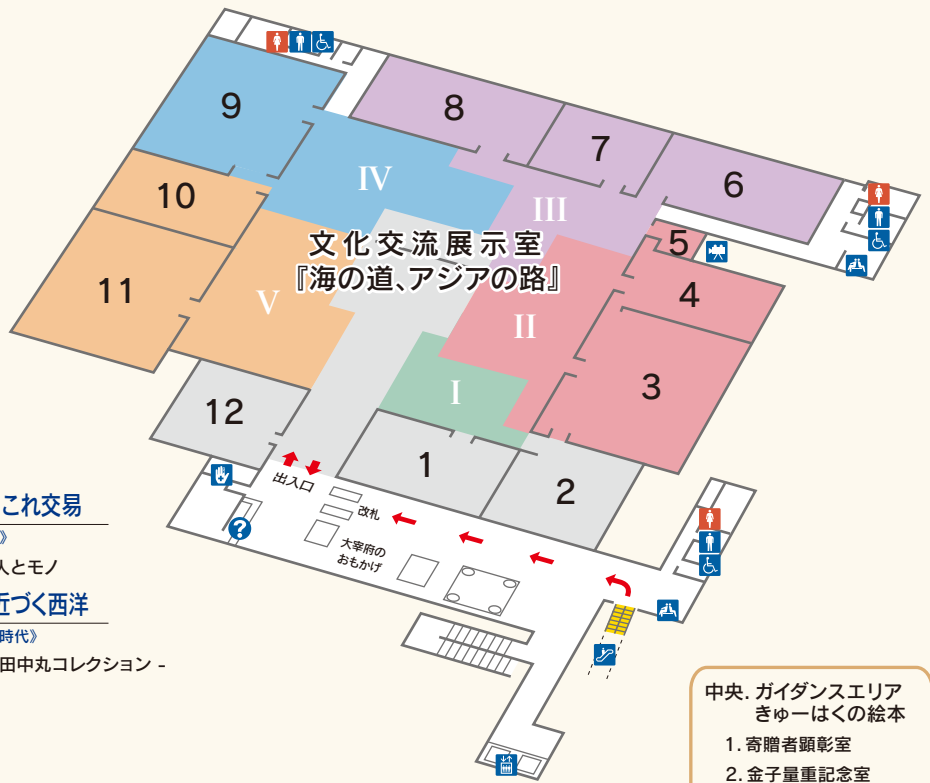 9
8
7
6
10
IV
III
5
文化交流展示室
『海の道、アジアの路』
11
V
II
4
3
I
12
1
2
出入口
改札
大宰府の
おもかげ
?
これ交易
》
人とモノ
近づく西洋
時代》
田中丸コレクション -
中央. ガイダンスエリア
きゅーはくの絵本
1. 寄贈者顕彰室
2. 金子量重記念室